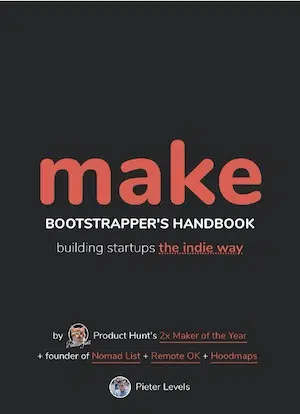 make
BOOTSTRAPPER'S HANDBOOK
building startups the indie way
by Product Hunt's 2x Maker of the Year
+ founder of Nomad List + Remote OK + Hoodmaps
Pieter Levels